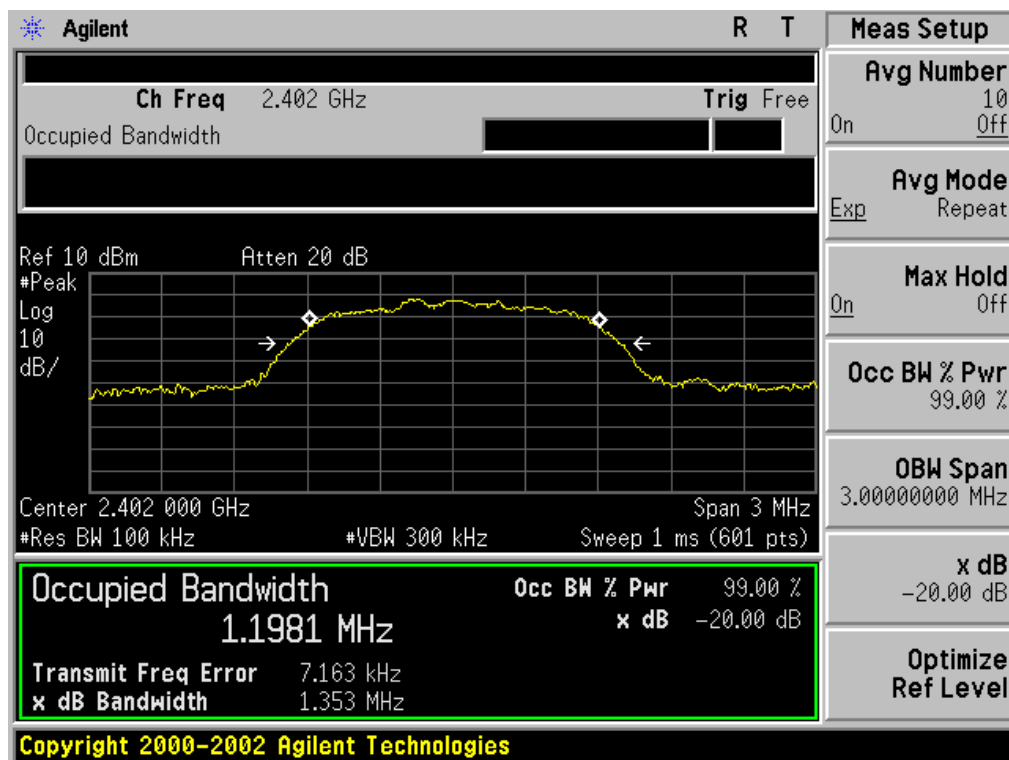 Agilent R T
Ch Freq 2.402 GHz Trig Free
Occupied Bandwidth
Ref 10 dBm Atten 20 dB
#Peak
Log
10
dB/
Center 2.402 000 GHz Span 3 MHz
#Res BW 100 kHz #VBW 300 kHz Sweep 1 ms (601 pts)
Occupied Bandwidth Occ BW % Pwr 99.00 %
1.1981 MHz x dB -20.00 dB
Transmit Freq Error 7.163 kHz
x dB Bandwidth 1.353 MHz
Copyright 2000-2002 Agilent Technologies
Meas Setup
Avg Number
10
On Off
Avg Mode
Exp Repeat
Max Hold
On Off
Occ BW % Pwr
99.00 %
OBW Span
3.00000000 MHz
x dB
-20.00 dB
Optimize
Ref Level